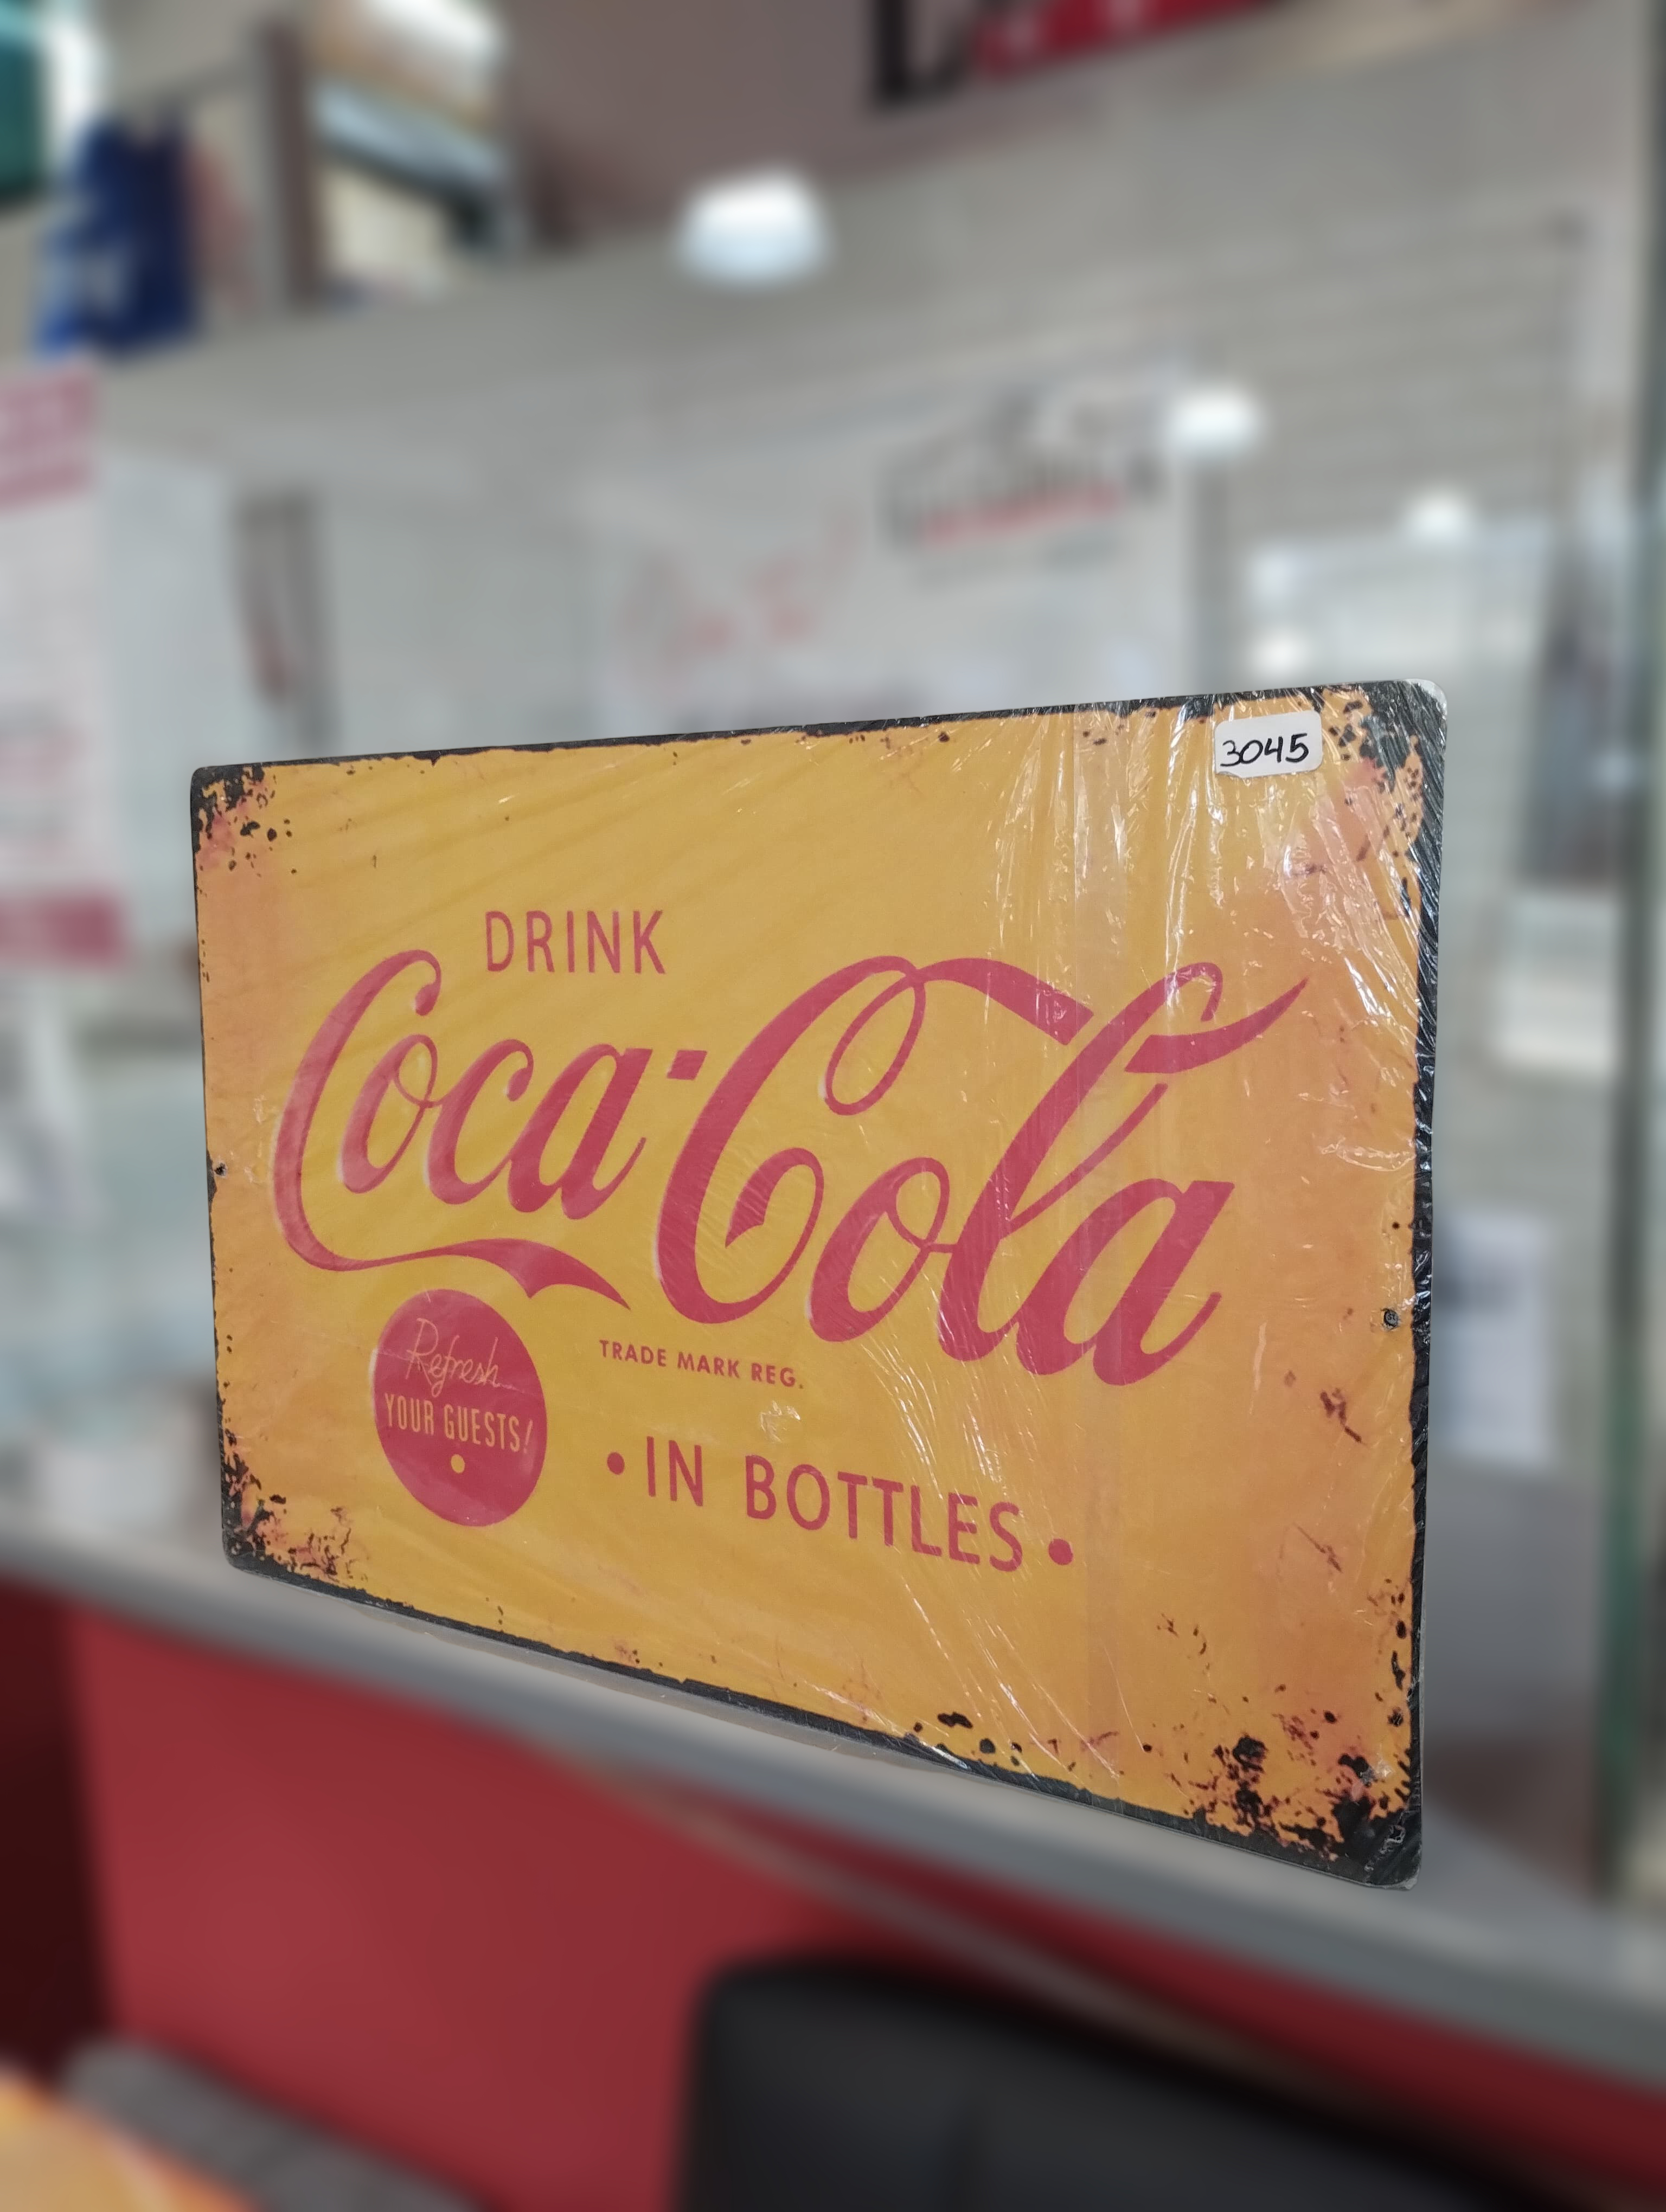 3045
DRINK
Coca-Cola
TRADE MARK REG.
Refresh
YOUR GUESTS!
• IN BOTTLES •